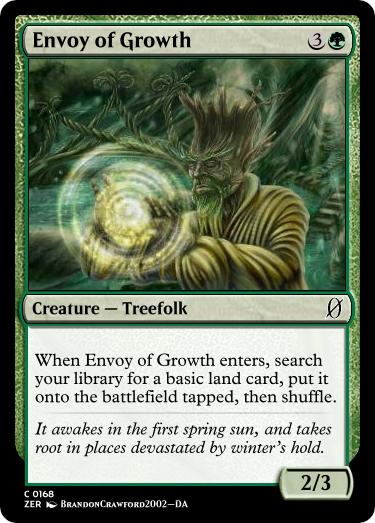 Envoy of Growth 3
Creature — Treefolk
When Envoy of Growth enters, search
your library for a basic land card, put it
onto the battlefield tapped, then shuffle.
It awakes in the first spring sun, and takes
root in places devastated by winter's hold.
2/3
C 0168
ZER BrandonCrawford2002—DA